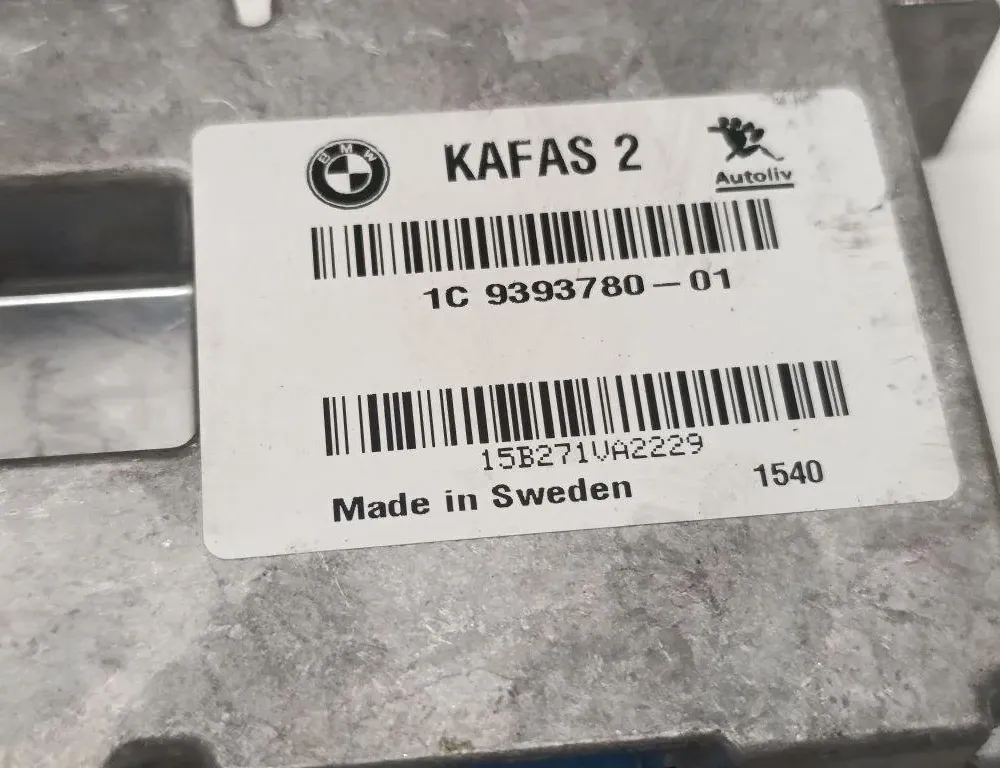 BMW
KAFAS 2
Autoliv
1C 9393780-01
15B271VA2229
Made in Sweden
1540